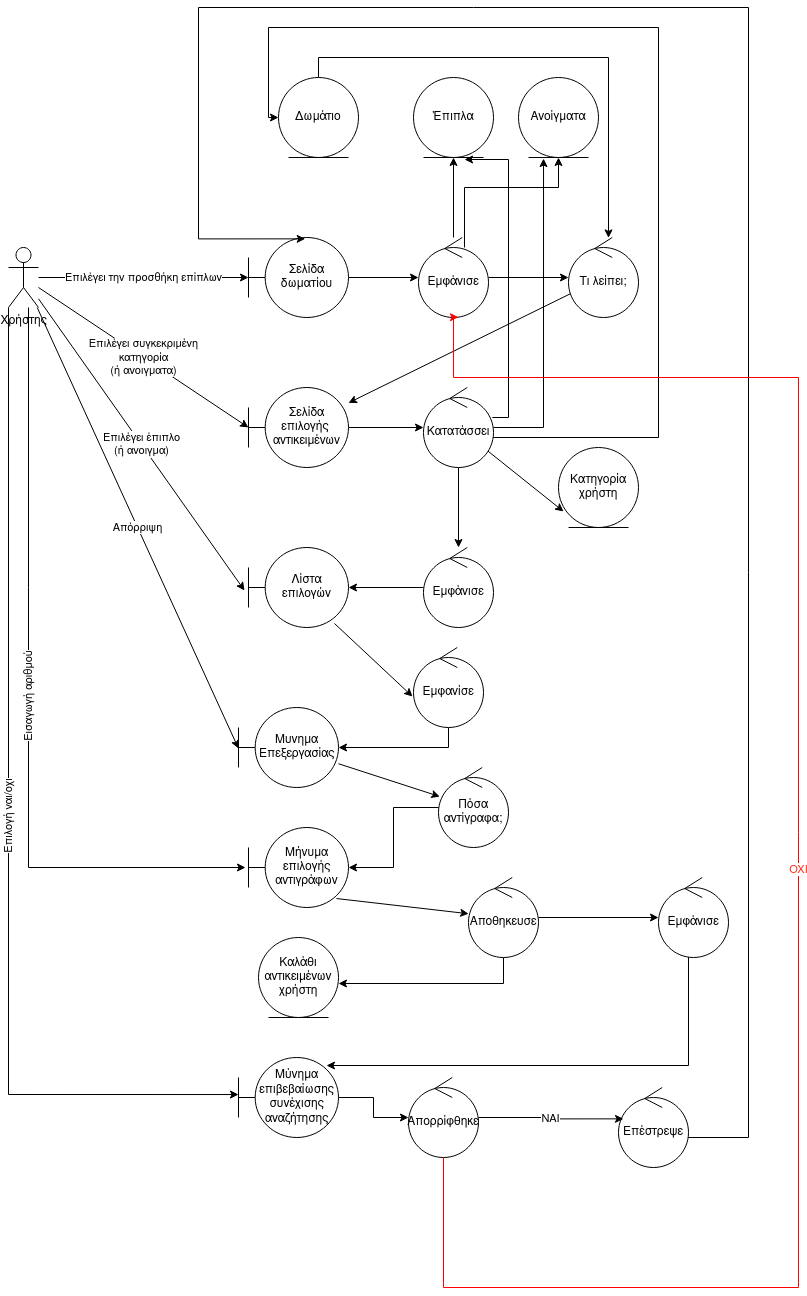 Δωμάτιο
Έπιπλα
Ανοίγματα
Χρήστης
Επιλέγει την προσθήκη επίπλων
Σελίδα
δωματίου
Εμφάνισε
Τι λείπει;
Επιλέγει συγκεκριμένη
κατηγορία
(ή ανοιγματα)
Σελίδα
επιλογής
αντικειμένων
Κατατάσσει
Επιλέγει έπιπλο
(ή ανοιγμα)
Κατηγορία
χρήστη
Απόρριψη
Λίστα
επιλογών
Εμφάνισε
Εισαγωγή αριθμού
Εμφανίσε
Μυνημα
Επεξεργασίας
Επιλογή ναι/οχι
Πόσα
αντίγραφα;
Μήνυμα
επιλογής
αντιγράφων
ΟΧΙ
Αποθηκευσε
Εμφάνισε
Καλάθι
αντικειμένων
χρήστη
Μύνημα
επιβεβαίωσης
συνέχισης
αναζήτησης
Απορρίφθηκε
ΝΑΙ
Επέστρεψε